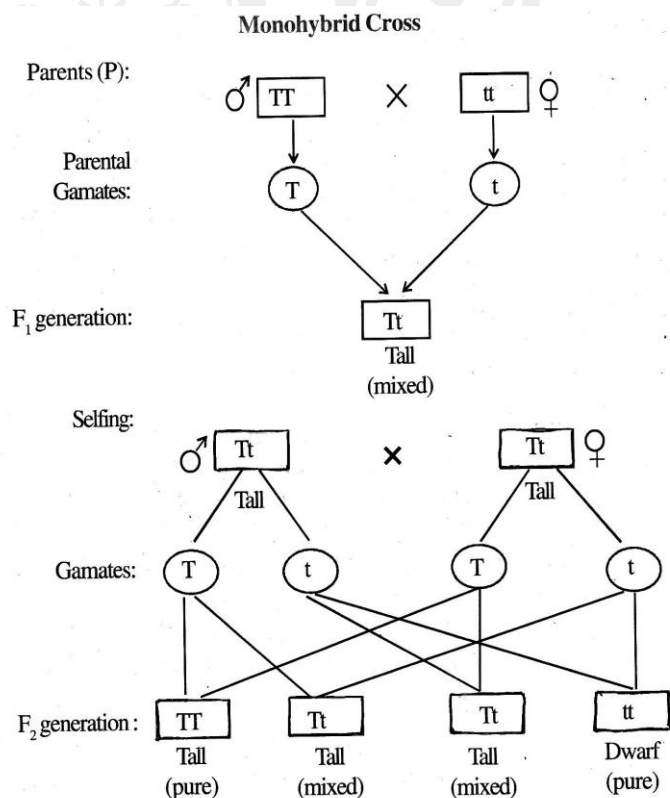 Monohybrid Cross
Parents (P):
♂ TT × tt ♀
Parental
Gamates:
T t
F₁ generation:
Tt
Tall
(mixed)
Selfing:
♂ Tt × Tt ♀
Tall Tall
Gamates: T t T t
F₂ generation : TT Tt Tt tt
Tall Tall Tall Dwarf
(pure) (mixed) (mixed) (pure)